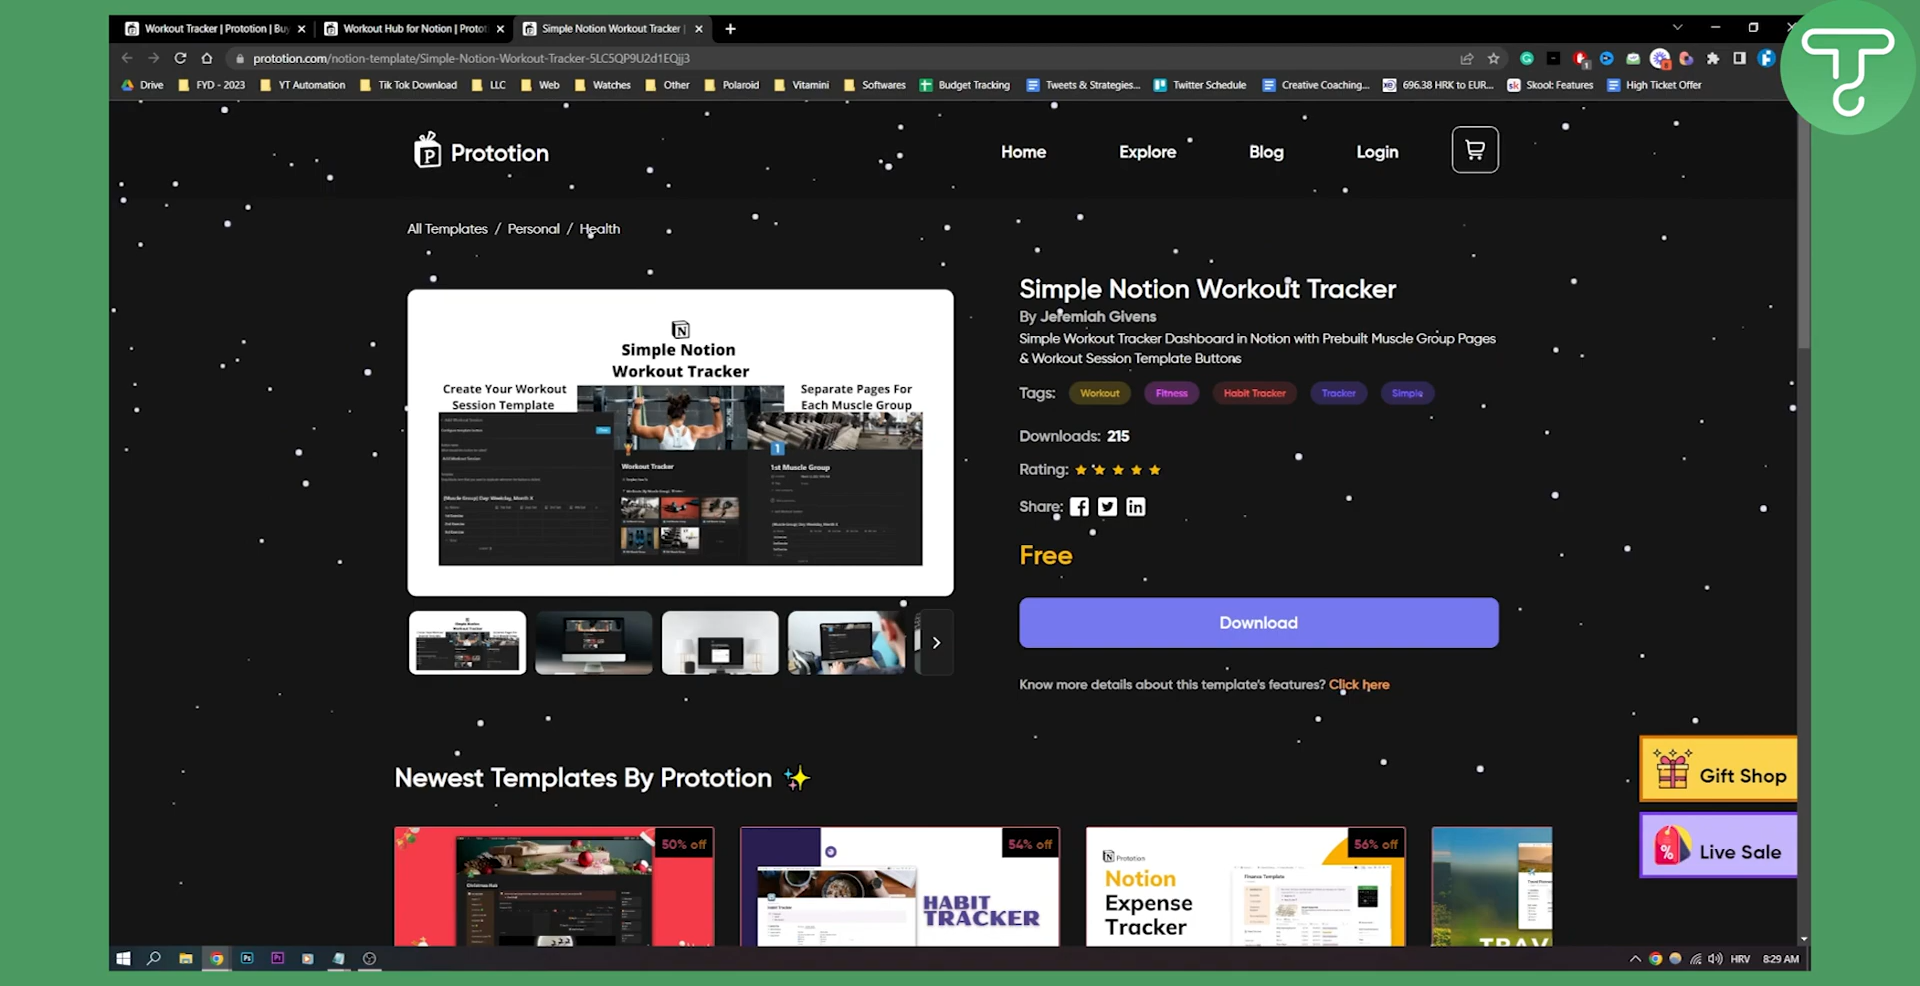 Workout Tracker | Prototion | Buy
Workout Hub for Notion | Protot
Simple Notion Workout Tracker |
prototion.com/notion-template/Simple-Notion-Workout-Tracker-5LC5QP9U2d1EQjj3
Drive
FYD - 2023
YT Automation
Tik Tok Download
LLC
Web
Watches
Other
Polaroid
Vitamini
Softwares
Budget Tracking
Tweets & Strategies...
Twitter Schedule
Creative Coaching...
696.38 HRK to EUR...
Skool: Features
High Ticket Offer
Prototion
Home
Explore
Blog
Login
All Templates / Personal / Health
Simple Notion
Workout Tracker
Create Your Workout
Session Template
Separate Pages For
Each Muscle Group
Workout Tracker
1st Muscle Group
Simple Notion Workout Tracker
By Jeremiah Givens
Simple Workout Tracker Dashboard in Notion with Prebuilt Muscle Group Pages
& Workout Session Template Buttons
Tags: Workout Fitness Habit Tracker Tracker Simple
Downloads: 215
Rating:
Share:
Free
Download
Know more details about this template's features? Click here
Gift Shop
Live Sale
Newest Templates By Prototion
50% off
54% off
HABIT
TRACKER
56% off
Prototion
Notion
Expense
Tracker
Finance Template
HRV
8:29 AM